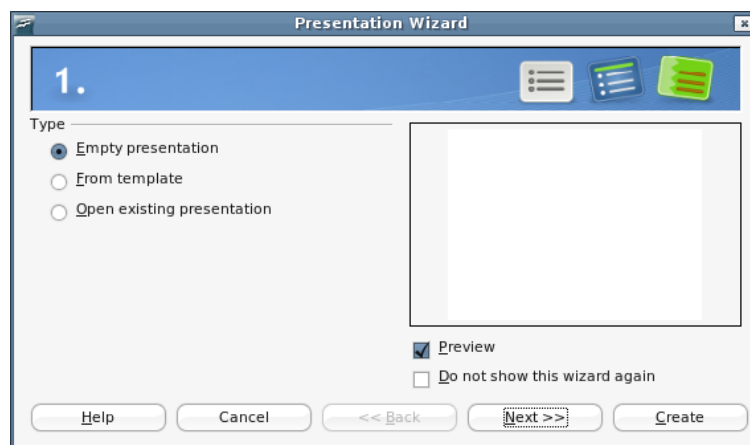 Presentation Wizard
1.
Type
Empty presentation
From template
Open existing presentation
Preview
Do not show this wizard again
Help Cancel << Back Next >> Create